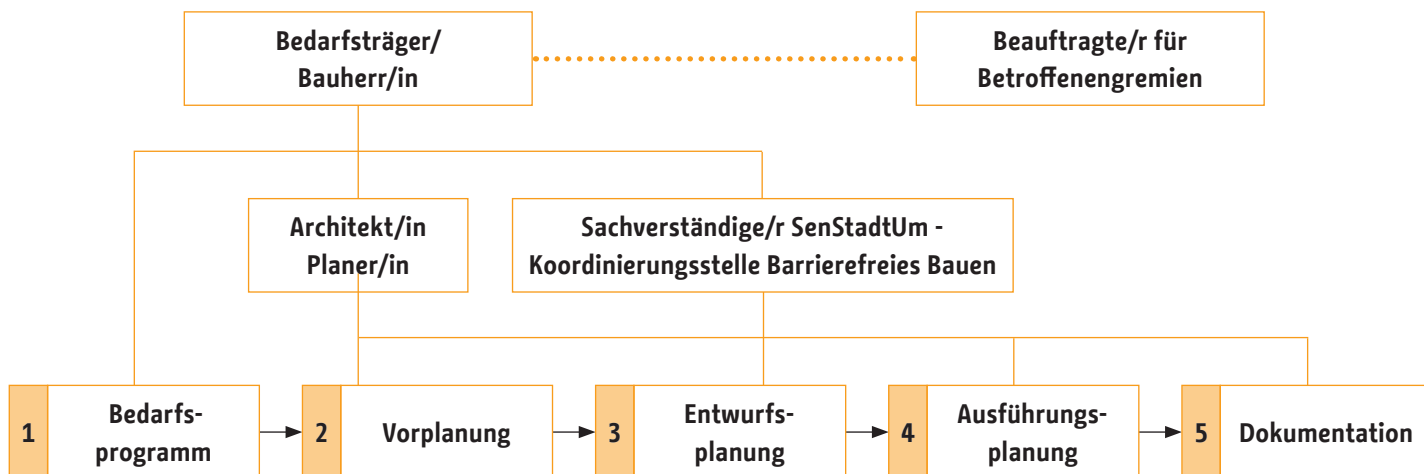 Bedarfsträger/
Bauherr/in
Beauftragte/r für
Betroffenengremien
Architekt/in
Planer/in
Sachverständige/r SenStadtUm -
Koordinierungsstelle Barrierefreies Bauen
1
Bedarfs-
programm
2
Vorplanung
3
Entwurfs-
planung
4
Ausführungs-
planung
5
Dokumentation